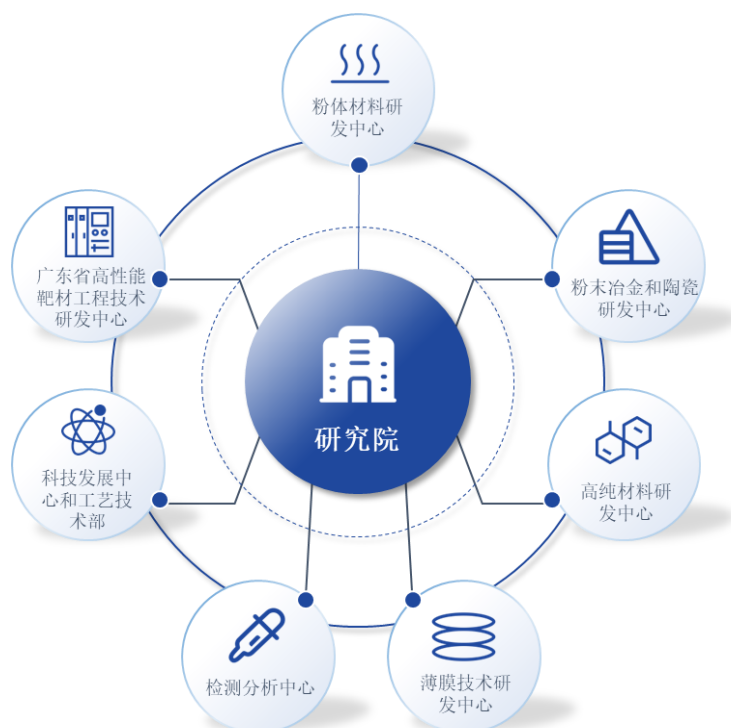 粉体材料研
发中心
广东省高性能
靶材工程技术
研发中心
粉末冶金和陶瓷
研发中心
研究院
科技发展中
心和工艺技
术部
高纯材料研
发中心
检测分析中心
薄膜技术研
发中心